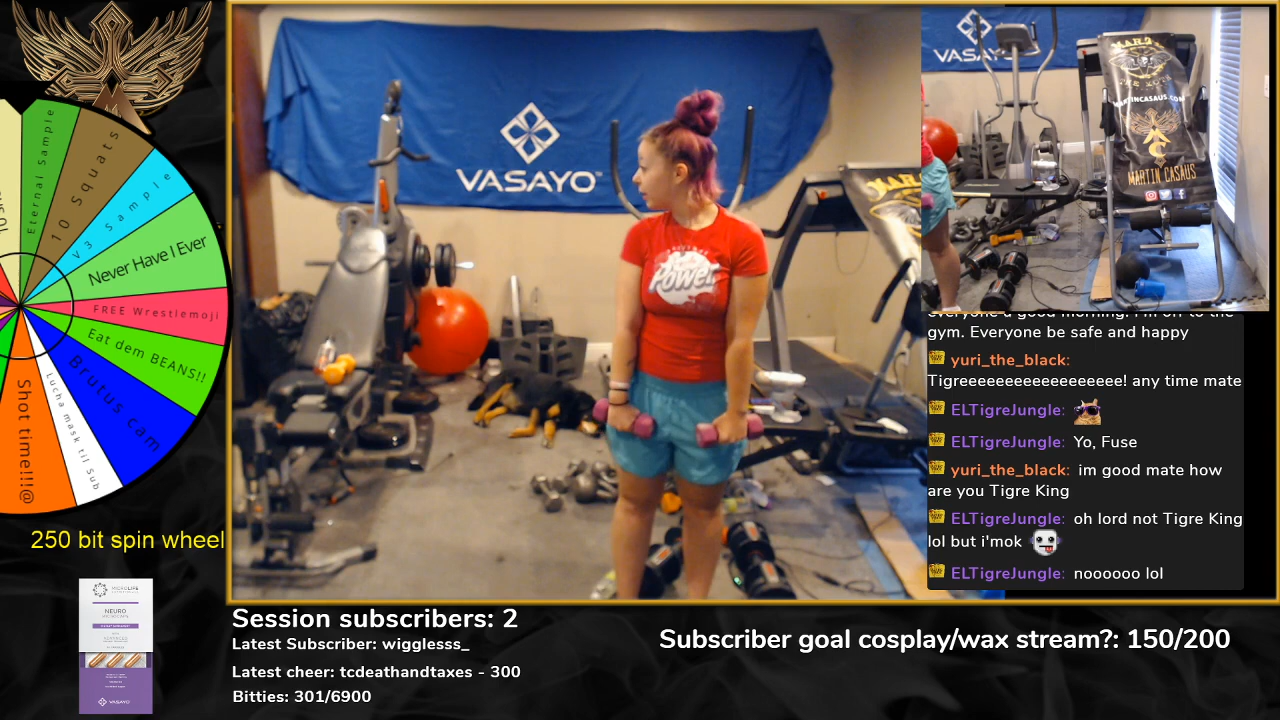 Eternal Sample
10 Squats
V3 Sample
Never Have I Ever
FREE Wrestlemoji
Eat dem BEANS!!
Brutus cam
Lucha mask til Sub
Shot time!!!@
250 bit spin wheel
NEURO
VASAYO
VASAYO
Power
VASAYO
MARTINCASAUS.COM
MARTIN CASAUS
everyone a good morning. I'm off to the
gym. Everyone be safe and happy
yuri_the_black:
Tigreeeeeeeeeeeeeeeee! any time mate
ELTigreJungle:
ELTigreJungle: Yo, Fuse
yuri_the_black: im good mate how
are you Tigre King
ELTigreJungle: oh lord not Tigre King
lol but i'mok
ELTigreJungle: noooooo lol
Session subscribers: 2
Latest Subscriber: wigglesss_
Latest cheer: tcdeathandtaxes - 300
Bitties: 301/6900
Subscriber goal cosplay/wax stream?: 150/200